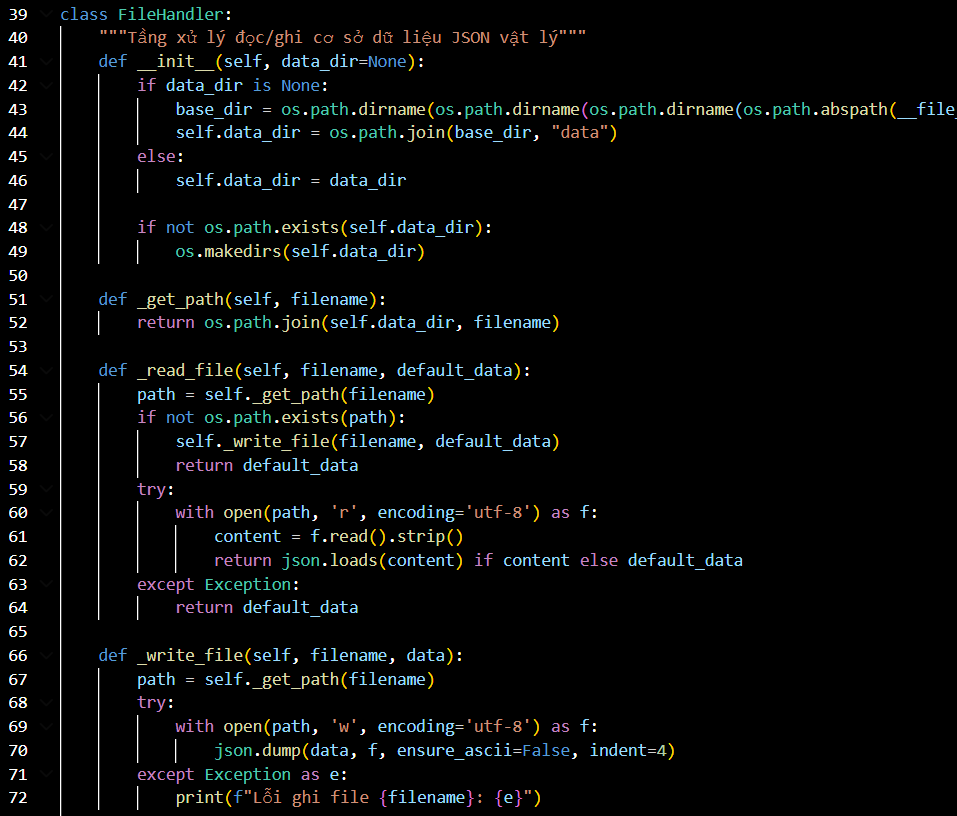 39 class FileHandler:
40 """Tầng xử lý đọc/ghi cơ sở dữ liệu JSON vật lý"""
41 def __init__(self, data_dir=None):
42 if data_dir is None:
43 base_dir = os.path.dirname(os.path.dirname(os.path.dirname(os.path.abspath(__file_
44 self.data_dir = os.path.join(base_dir, "data")
45 else:
46 self.data_dir = data_dir
47
48 if not os.path.exists(self.data_dir):
49 os.makedirs(self.data_dir)
50
51 def _get_path(self, filename):
52 return os.path.join(self.data_dir, filename)
53
54 def _read_file(self, filename, default_data):
55 path = self._get_path(filename)
56 if not os.path.exists(path):
57 self._write_file(filename, default_data)
58 return default_data
59 try:
60 with open(path, 'r', encoding='utf-8') as f:
61 content = f.read().strip()
62 return json.loads(content) if content else default_data
63 except Exception:
64 return default_data
65
66 def _write_file(self, filename, data):
67 path = self._get_path(filename)
68 try:
69 with open(path, 'w', encoding='utf-8') as f:
70 json.dump(data, f, ensure_ascii=False, indent=4)
71 except Exception as e:
72 print(f"Lỗi ghi file {filename}: {e}")